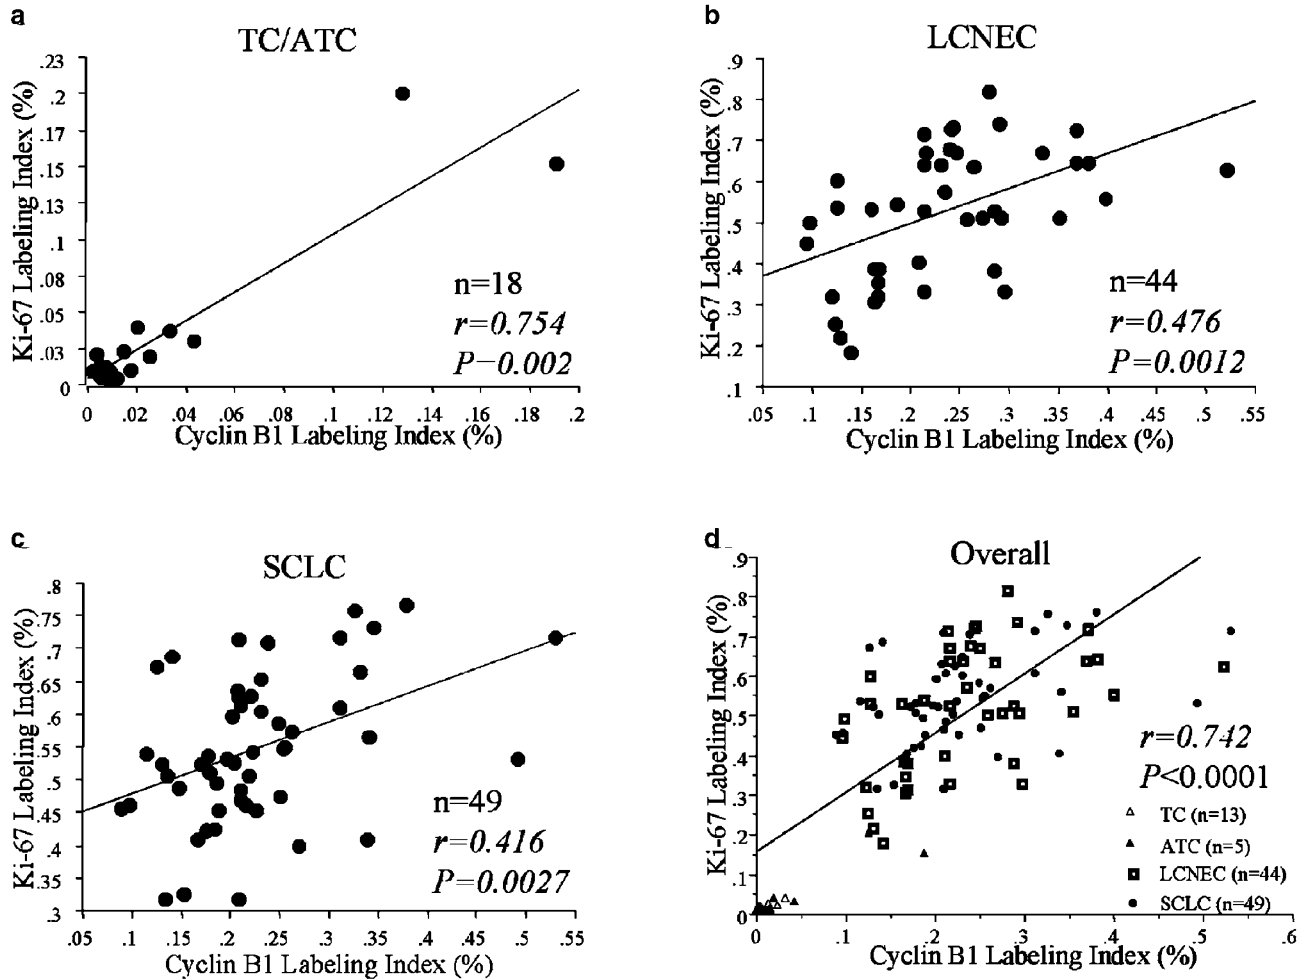 a
TC/ATC
Ki-67 Labeling Index (%)
.23
.2
.17
.15
.13
.1
.08
.05
.03
0
n=18
r=0.754
P=0.002
0 .02 .04 .06 .08 .1 .12 .14 .16 .18 .2
Cyclin B1 Labeling Index (%)
b
LCNEC
Ki-67 Labeling Index (%)
.9
.8
.7
.6
.5
.4
.3
.2
.1
n=44
r=0.476
P=0.0012
.05 .1 .15 .2 .25 .3 .35 .4 .45 .5 .55
Cyclin B1 Labeling Index (%)
c
SCLC
Ki-67 Labeling Index (%)
.8
.75
.7
.65
.6
.55
.5
.45
.4
.35
.3
n=49
r=0.416
P=0.0027
.05 .1 .15 .2 .25 .3 .35 .4 .45 .5 .55
Cyclin B1 Labeling Index (%)
d
Overall
Ki-67 Labeling Index (%)
.9
.8
.7
.6
.5
.4
.3
.2
.1
0
r=0.742
P<0.0001
TC (n=13)
ATC (n=5)
LCNEC (n=44)
SCLC (n=49)
0 .1 .2 .3 .4 .5 .6
Cyclin B1 Labeling Index (%)